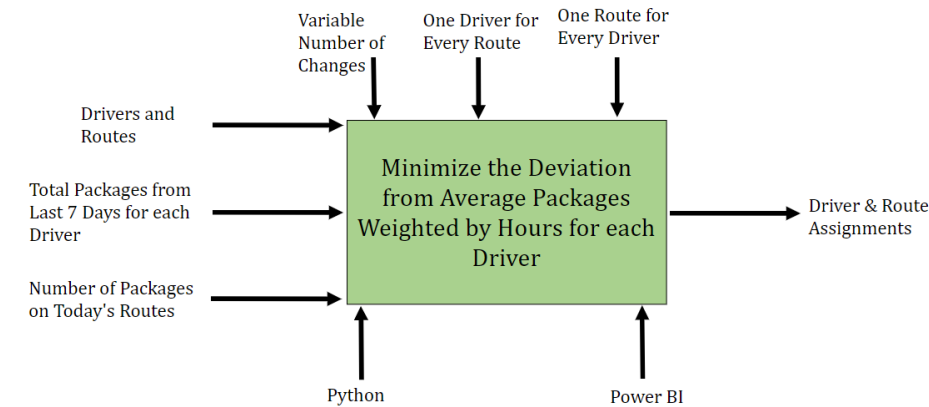 Variable
Number of
Changes
One Driver for
Every Route
One Route for
Every Driver
Drivers and
Routes
Total Packages from
Last 7 Days for each
Driver
Number of Packages
on Today's Routes
Minimize the Deviation
from Average Packages
Weighted by Hours for each
Driver
Driver & Route
Assignments
Python
Power BI